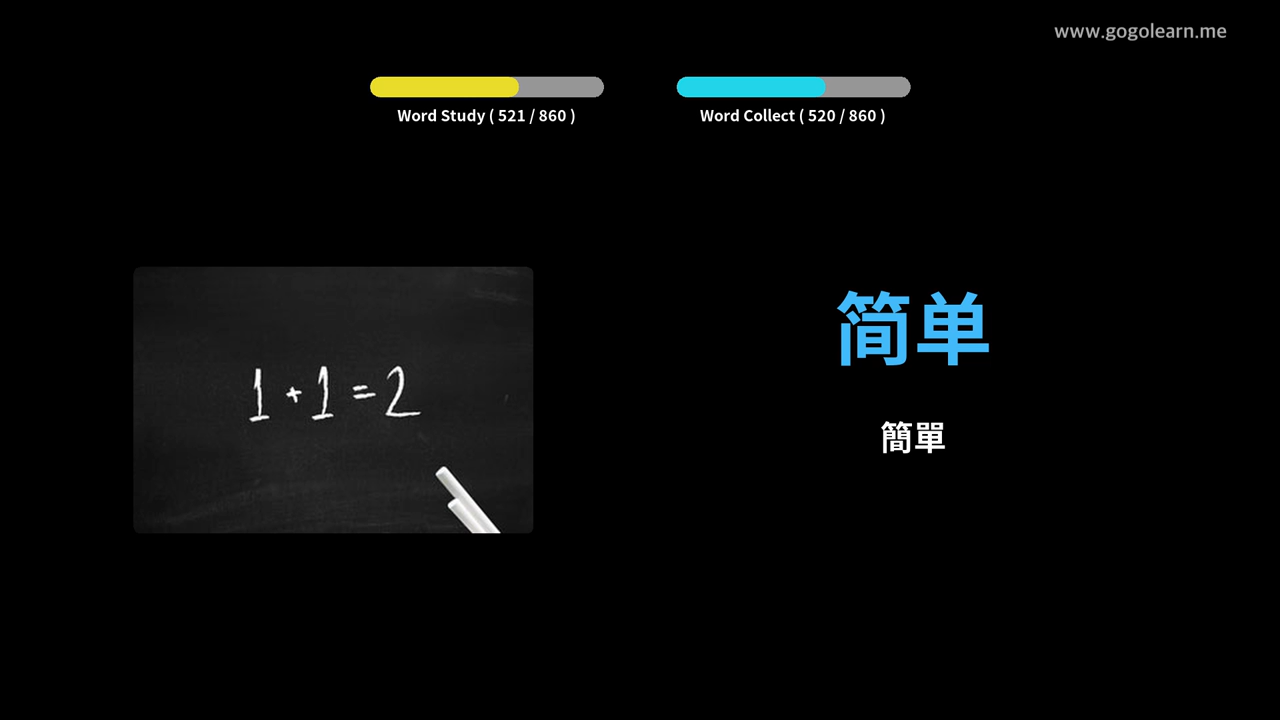 www.gogolearn.me
Word Study ( 521 / 860 )
Word Collect ( 520 / 860 )
简单
1 + 1 = 2
簡單